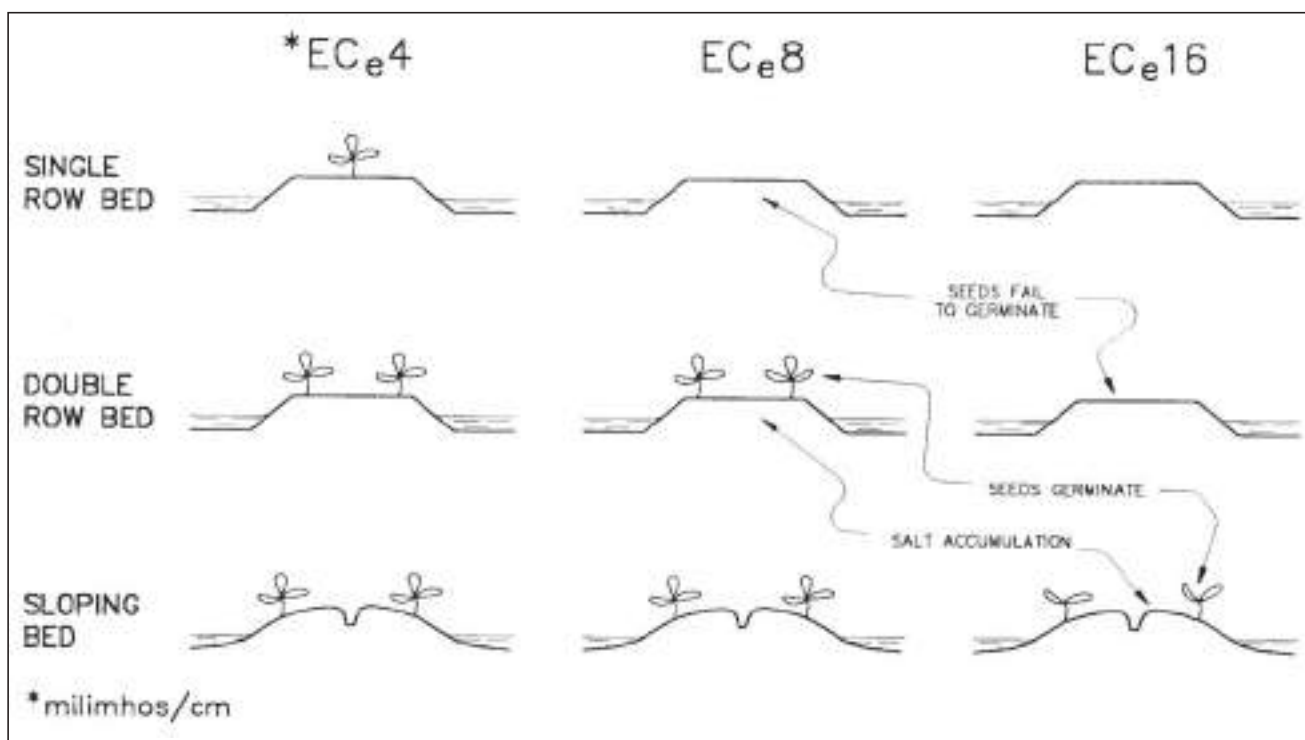 *ECe4 ECe8 ECe16
SINGLE
ROW BED
SEEDS FAIL
TO GERMINATE
DOUBLE
ROW BED
SEEDS GERMINATE
SALT ACCUMULATION
SLOPING
BED
*milimhos/cm